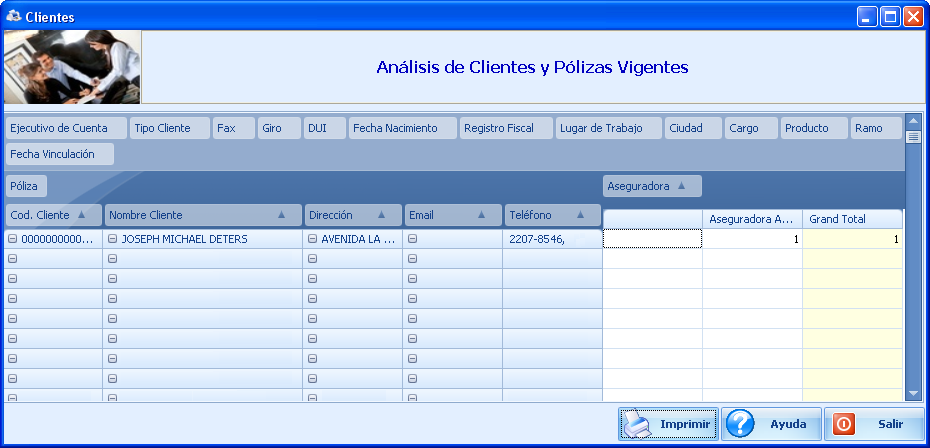 Clientes
Análisis de Clientes y Pólizas Vigentes
Ejecutivo de Cuenta Tipo Cliente Fax Giro DUI Fecha Nacimiento Registro Fiscal Lugar de Trabajo Ciudad Cargo Producto Ramo
Fecha Vinculación
Póliza Aseguradora
Cod. Cliente Nombre Cliente Dirección Email Teléfono Aseguradora A... Grand Total
0000000000... JOSEPH MICHAEL DETERS AVENIDA LA ... 2207-8546, 1 1
Imprimir Ayuda Salir